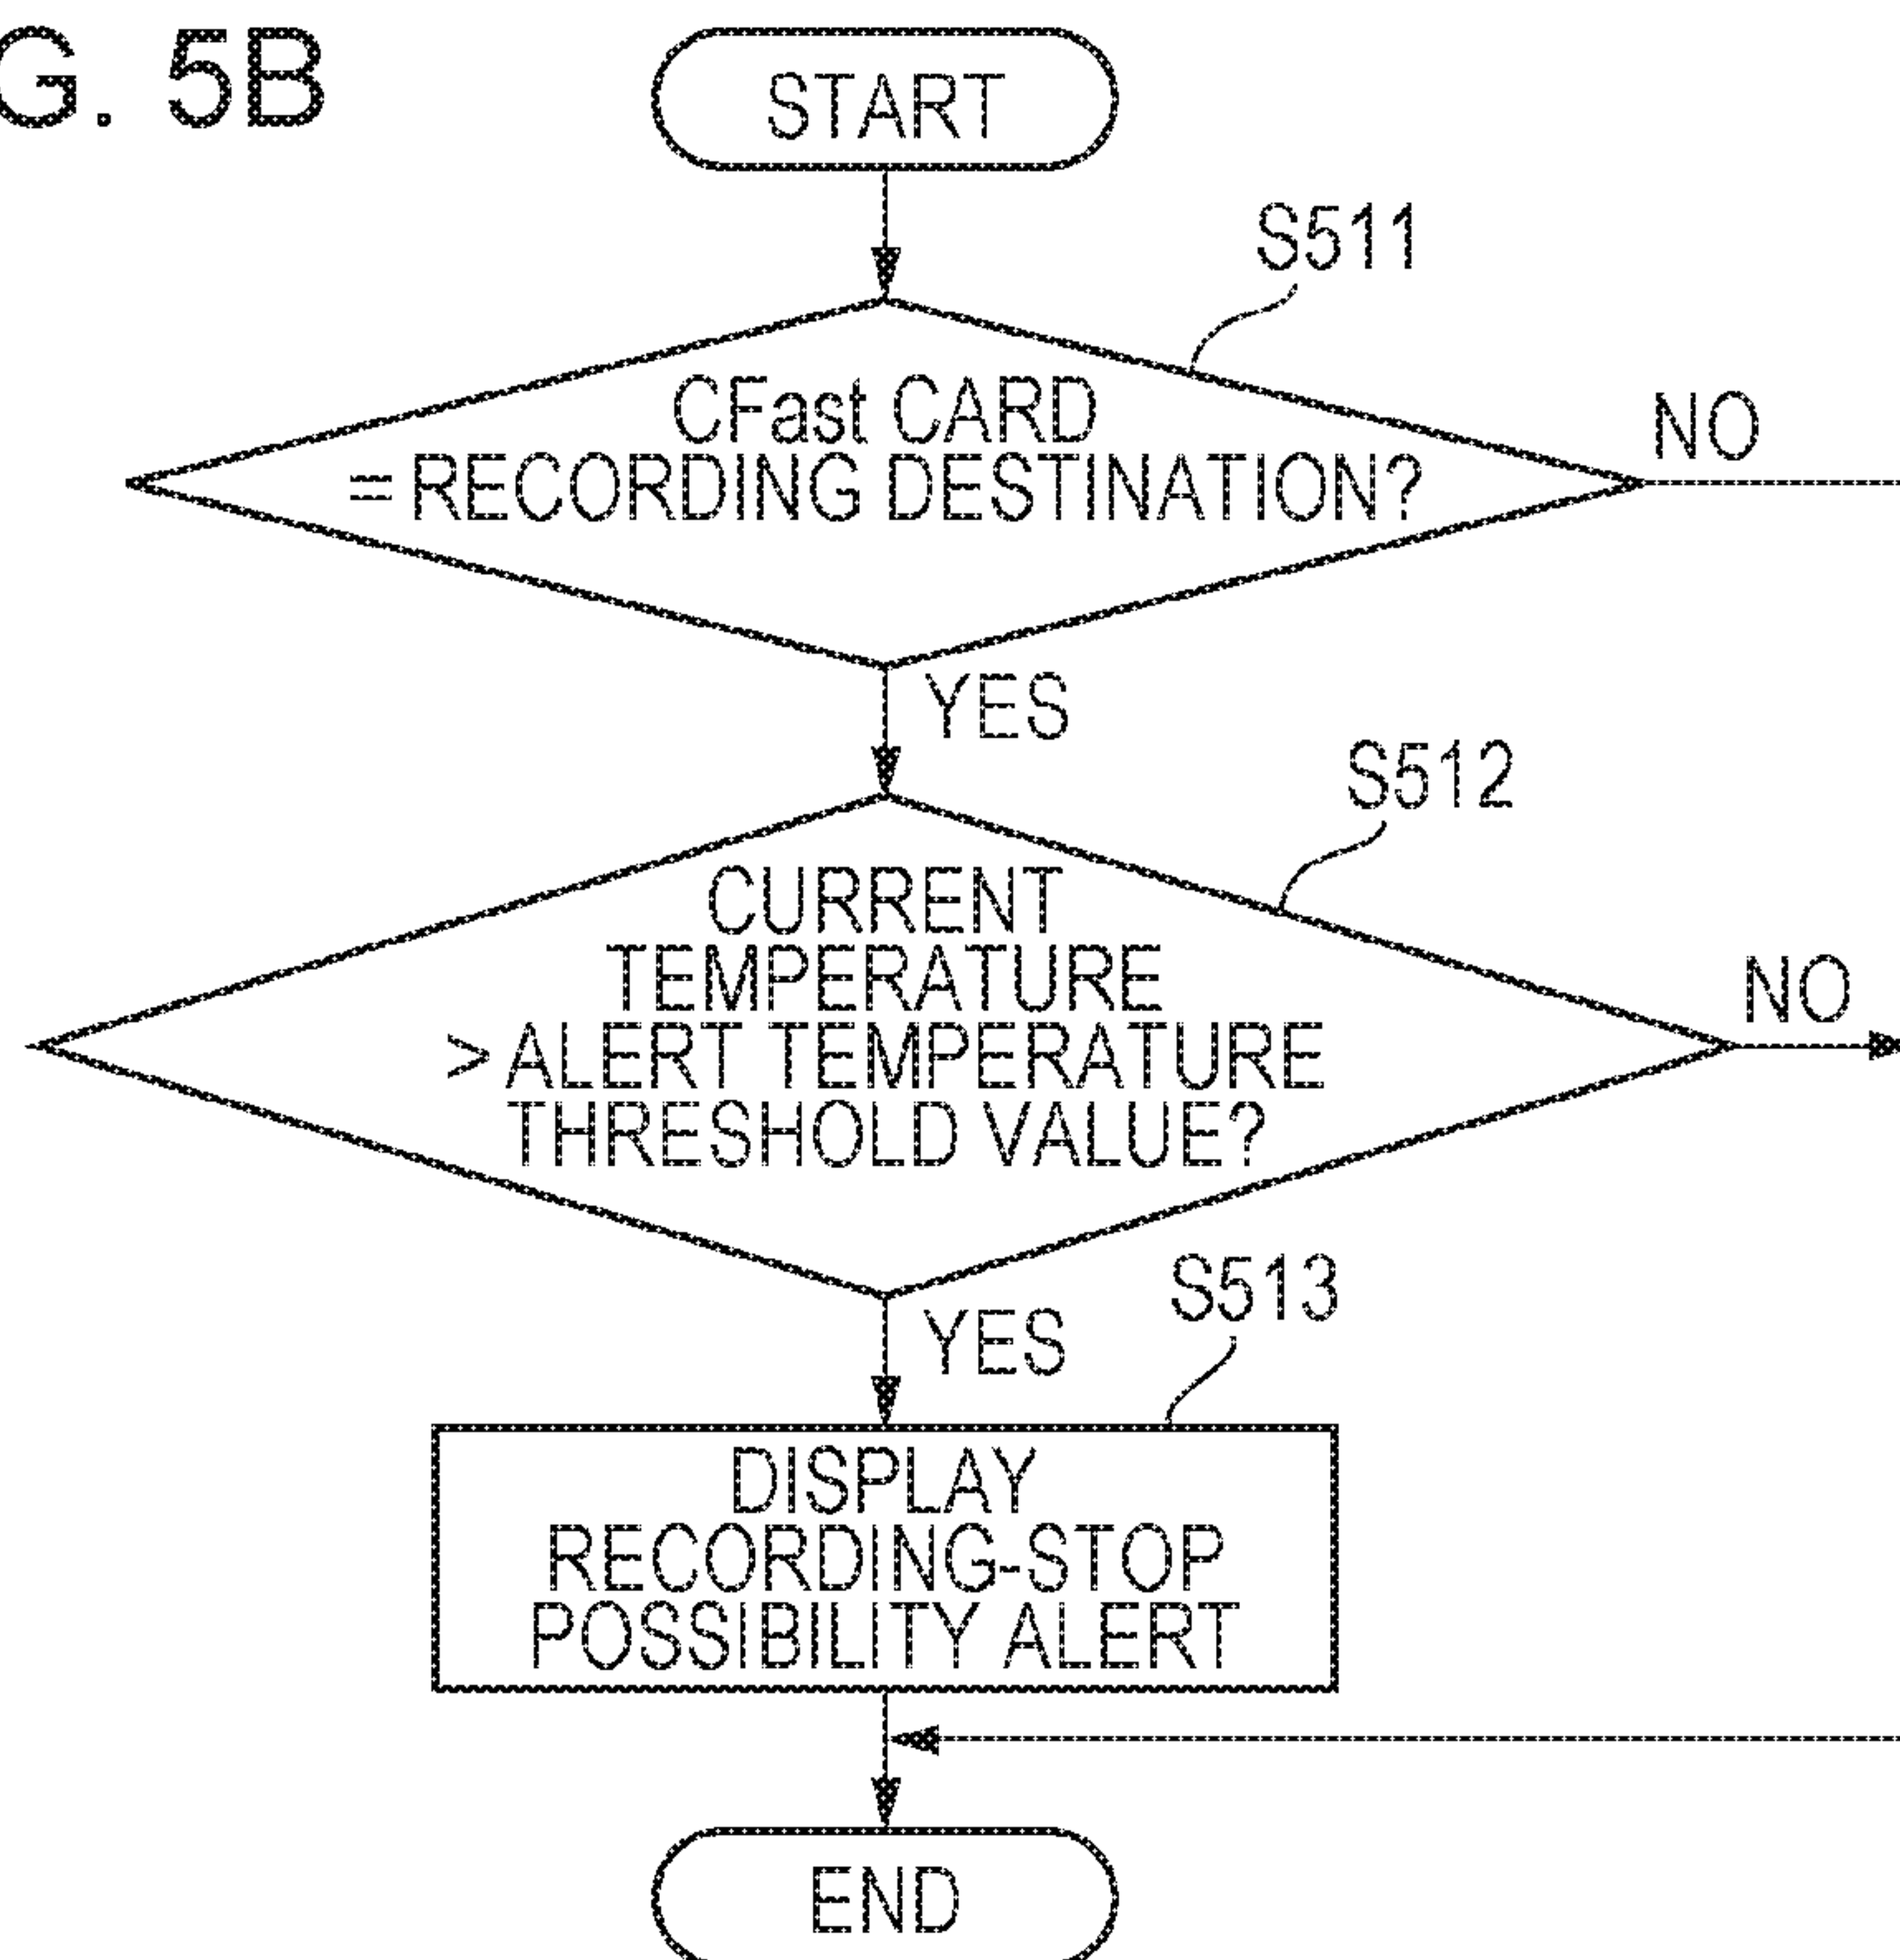 G. 5B
START
S511
CFast CARD
= RECORDING DESTINATION?
NO
YES
S512
CURRENT
TEMPERATURE
> ALERT TEMPERATURE
THRESHOLD VALUE?
NO
YES
S513
DISPLAY
RECORDING-STOP
POSSIBILITY ALERT
END